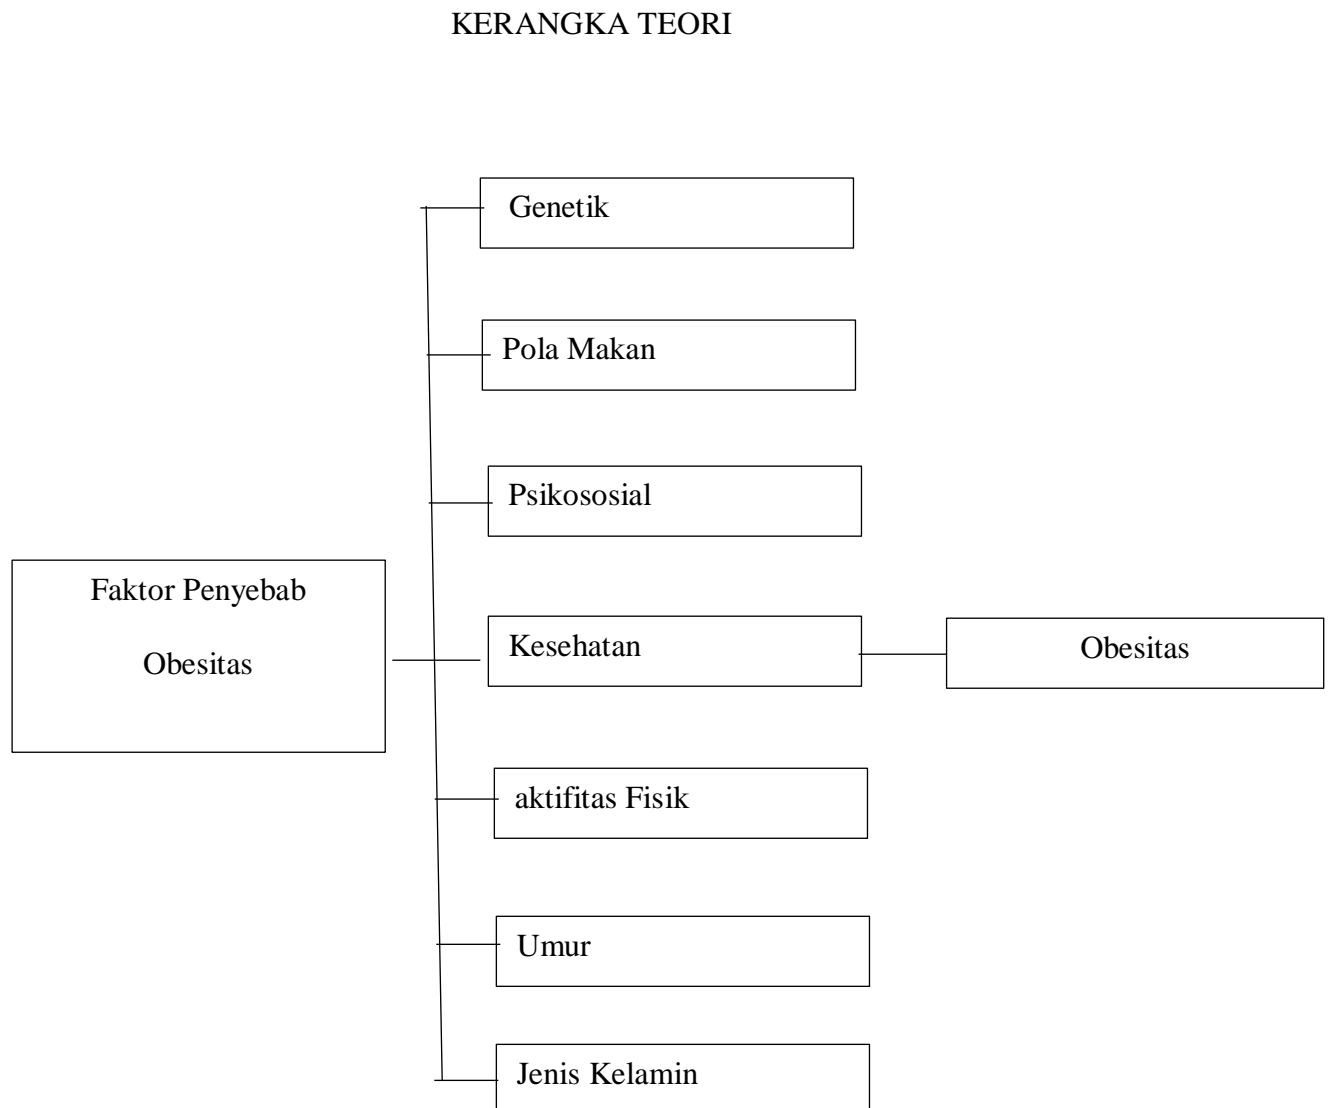 KERANGKA TEORI
Genetik
Pola Makan
Psikososial
Faktor Penyebab
Obesitas
Kesehatan
Obesitas
aktifitas Fisik
Umur
Jenis Kelamin